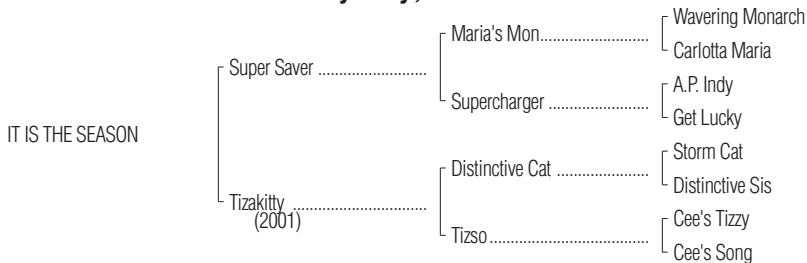 Wavering Monarch
Maria's Mon.......................
Carlotta Maria
Super Saver ..........................
A.P. Indy
Supercharger ........................
Get Lucky
IT IS THE SEASON
Storm Cat
Distinctive Cat ......................
Distinctive Sis
Tizakitty ................................
(2001)
Cee's Tizzy
Tizso......................................
Cee's Song